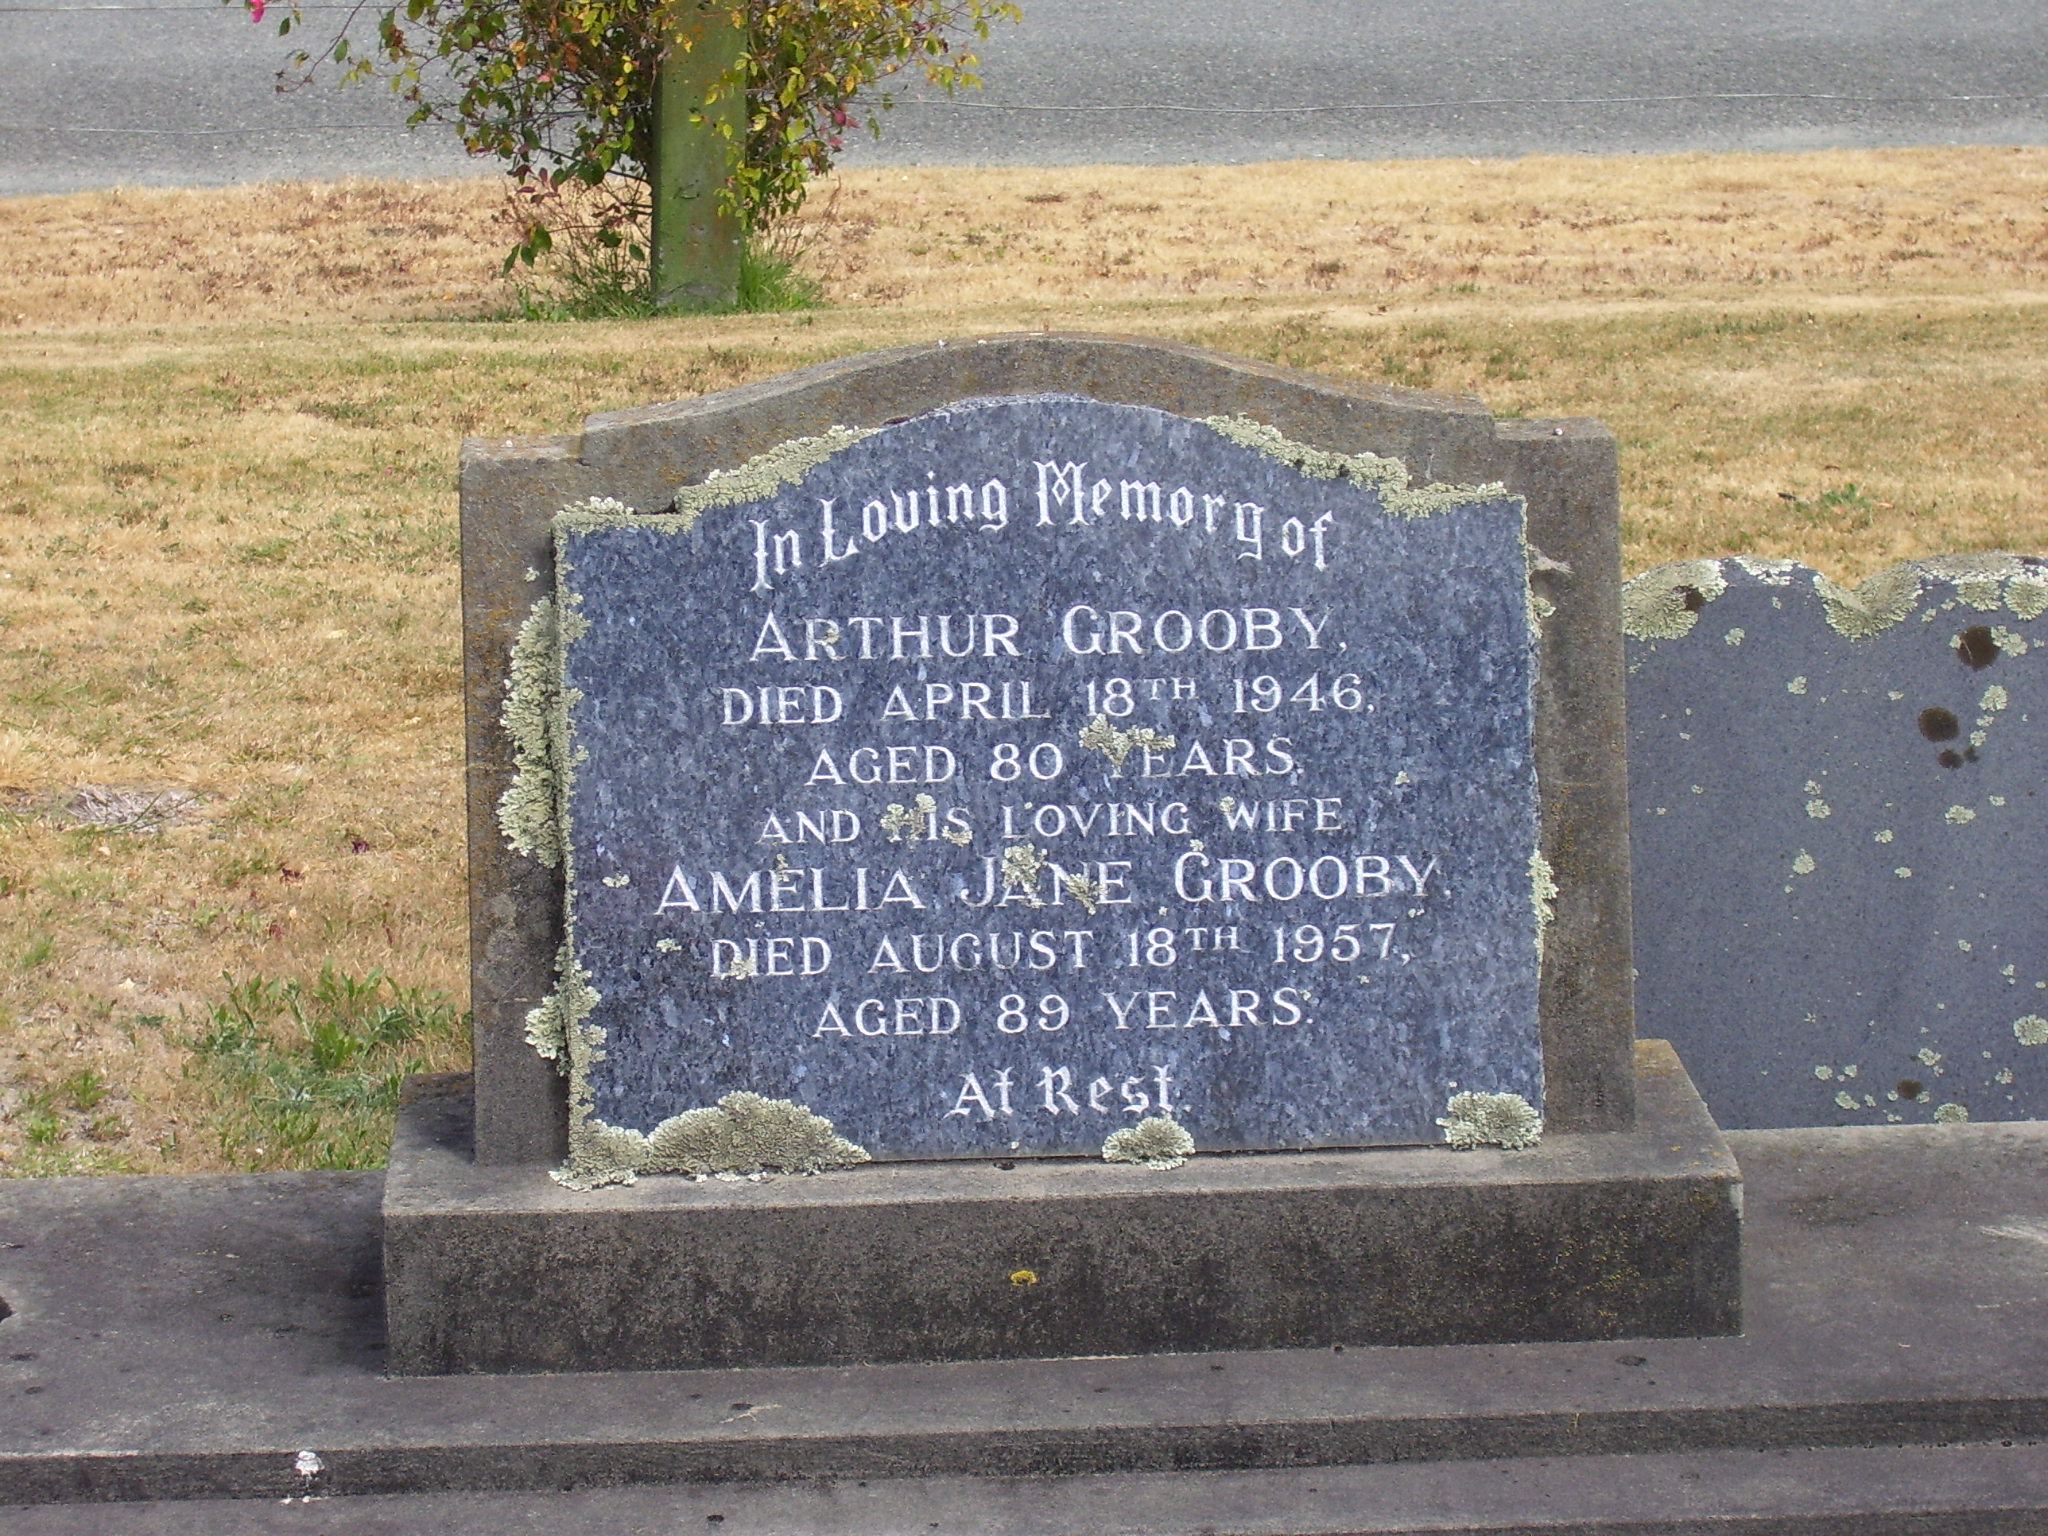 In Loving Memory of
ARTHUR GROOBY,
DIED APRIL 18TH 1946,
AGED 80 YEARS.
AND HIS LOVING WIFE
AMELIA JANE GROOBY.
DIED AUGUST 18TH 1957,
AGED 89 YEARS.
At Rest.